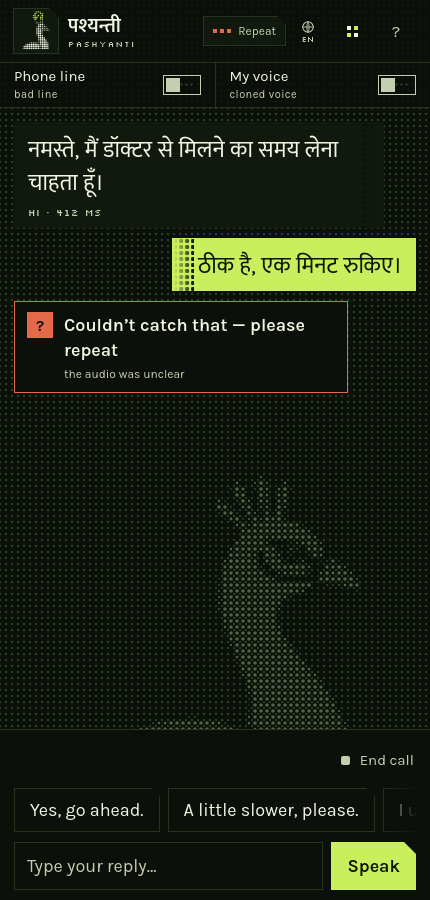 पश्यन्ती
PASHYANTI
Repeat
EN
?
Phone line
bad line
My voice
cloned voice
नमस्ते, मैं डॉक्टर से मिलने का समय लेना
चाहता हूँ।
HI · 412 MS
ठीक है, एक मिनट रुकिए।
?
Couldn’t catch that — please
repeat
the audio was unclear
End call
Yes, go ahead.
A little slower, please.
I
Type your reply…
Speak